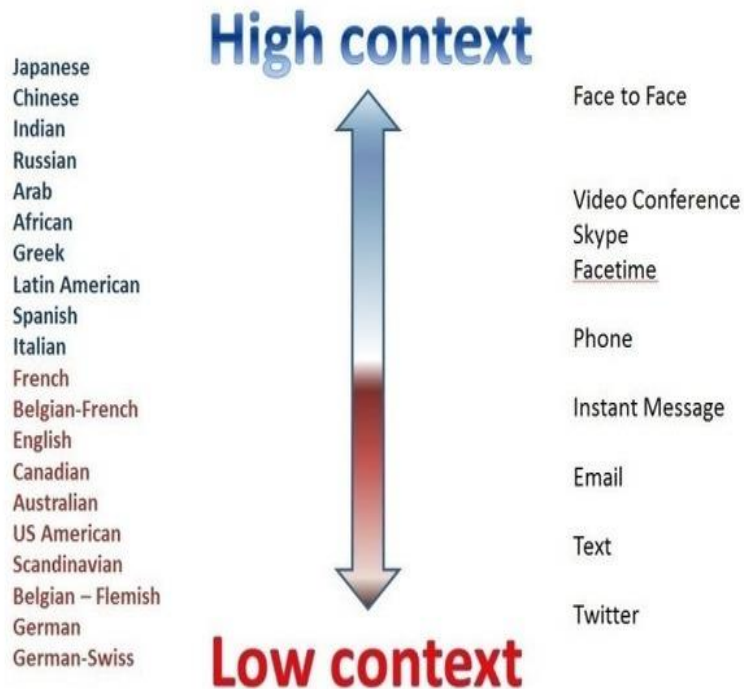 High context
Japanese
Chinese
Indian
Russian
Arab
African
Greek
Latin American
Spanish
Italian
French
Belgian-French
English
Canadian
Australian
US American
Scandinavian
Belgian – Flemish
German
German-Swiss
Face to Face
Video Conference
Skype
Facetime
Phone
Instant Message
Email
Text
Twitter
Low context